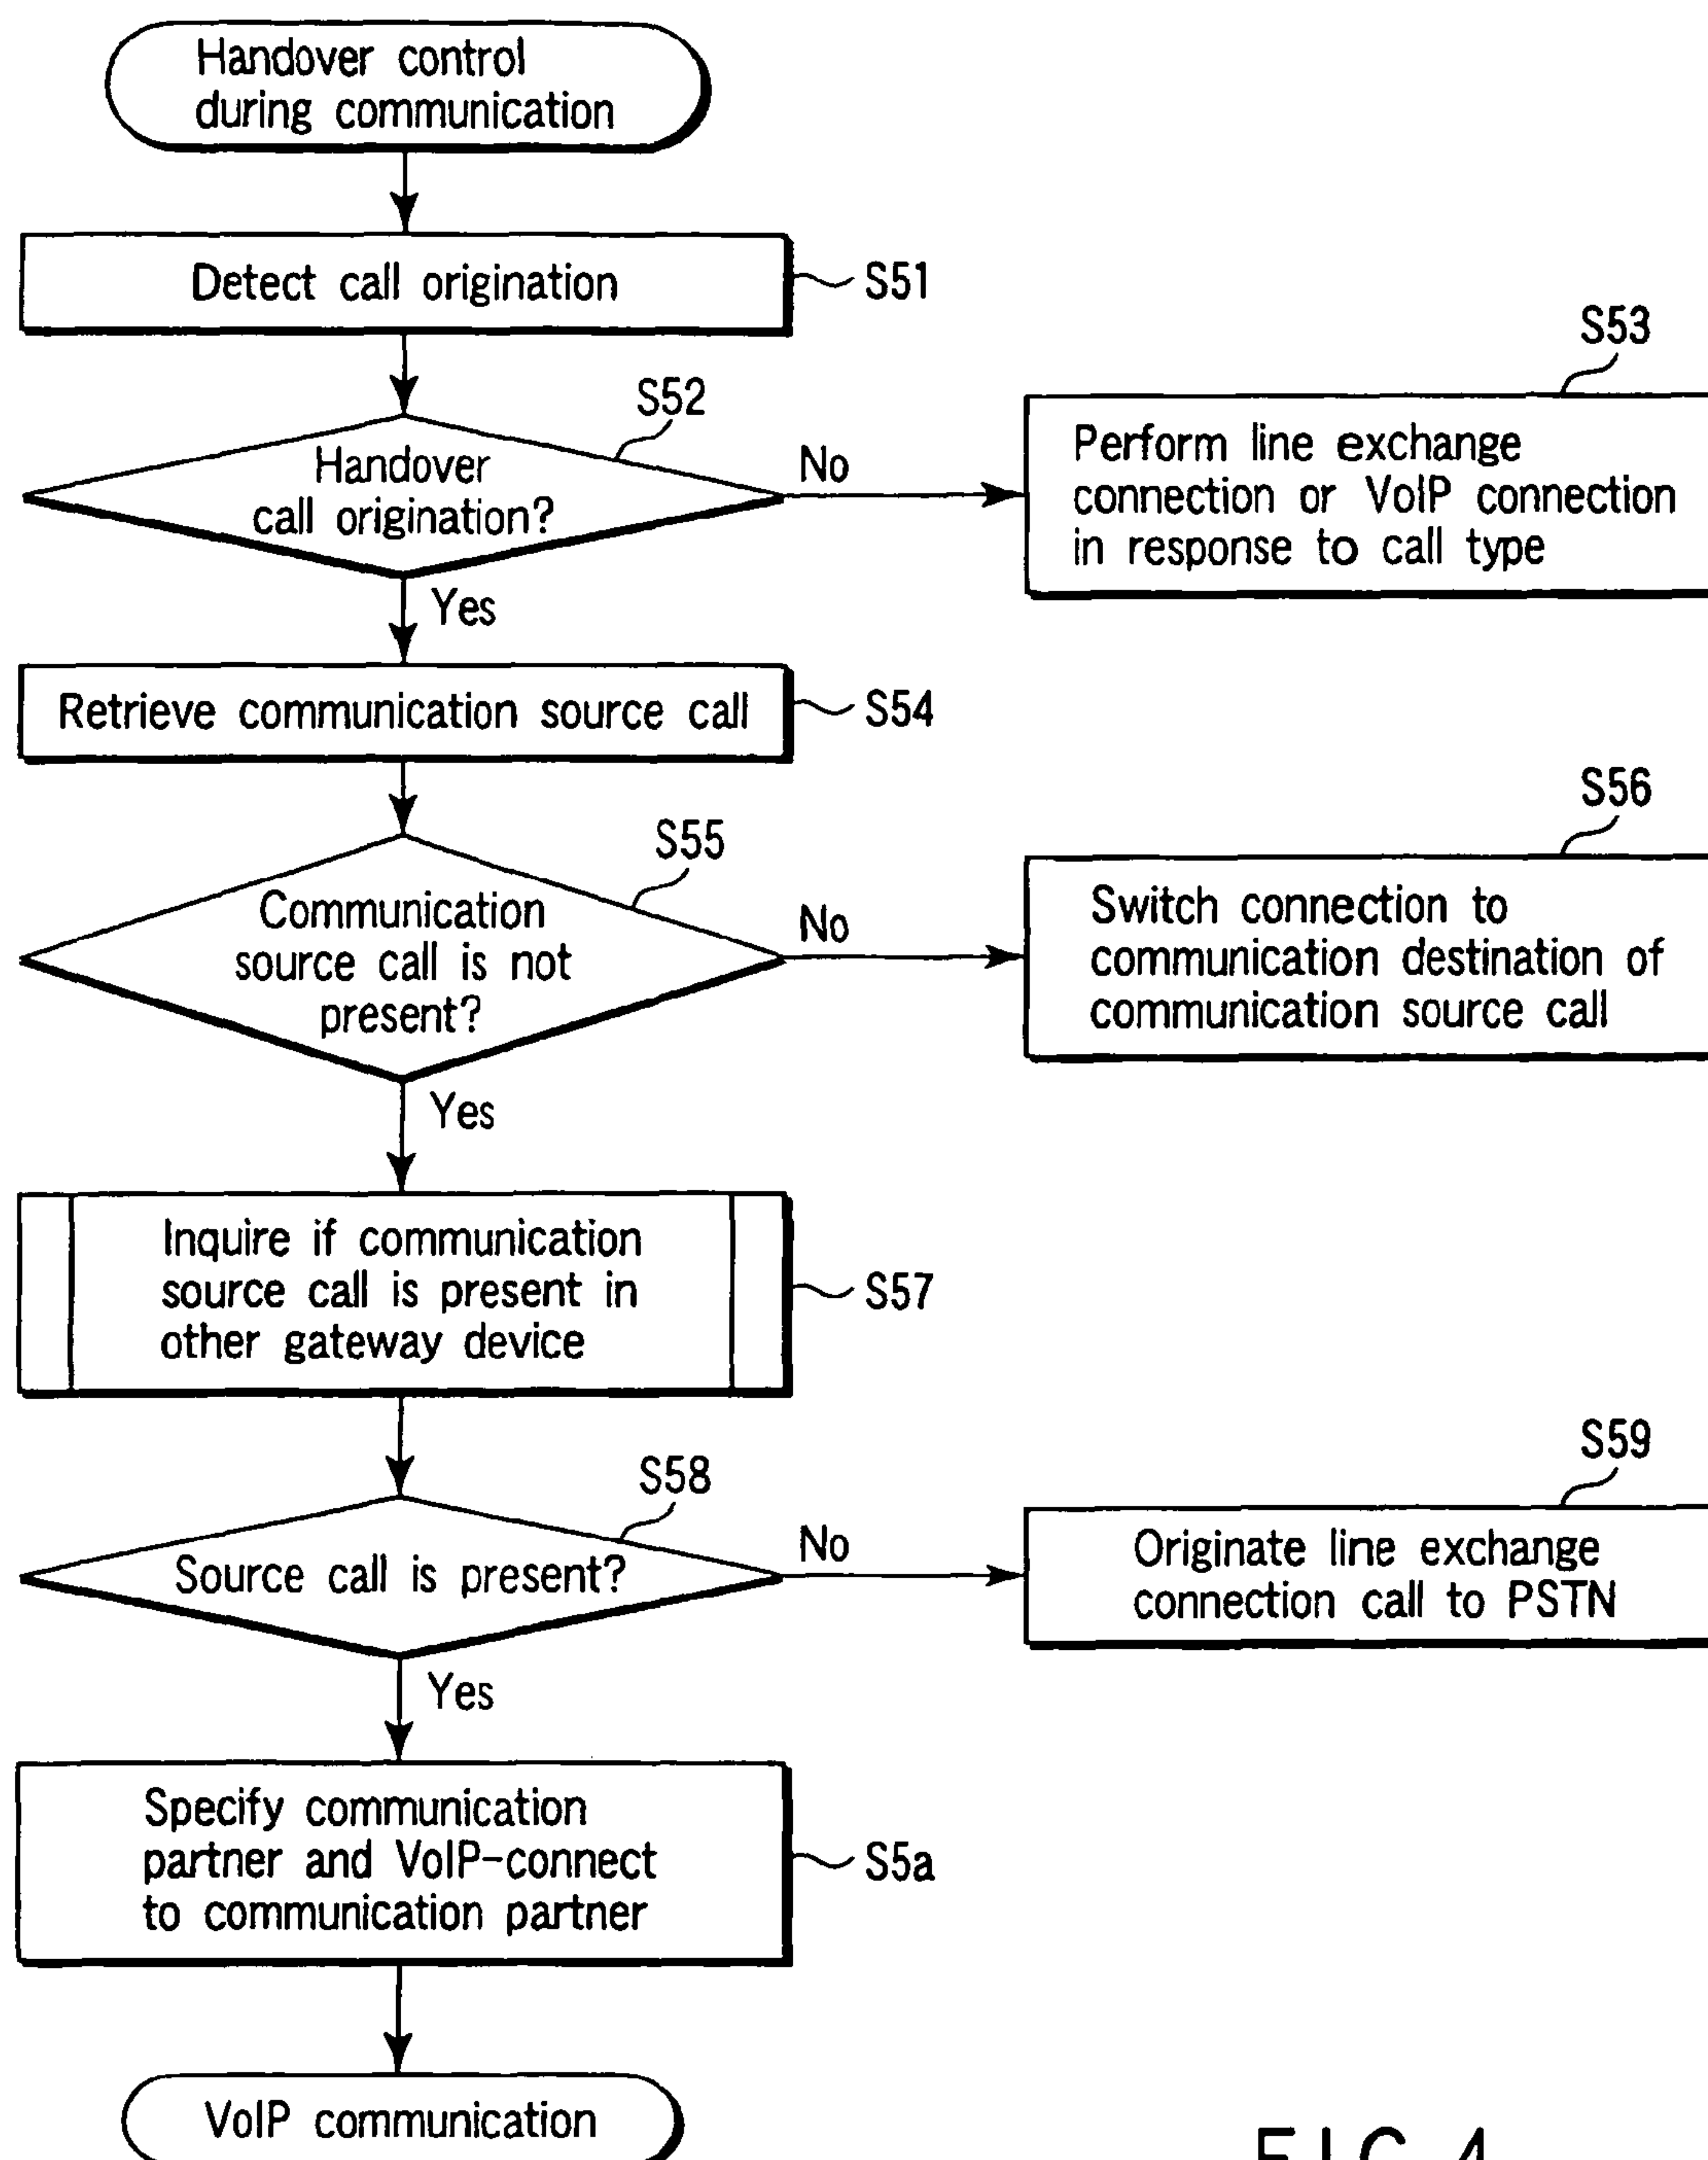 Handover control
during communication
Detect call origination
S51
S52
Handover
call origination?
No
Yes
S53
Perform line exchange
connection or VoIP connection
in response to call type
Retrieve communication source call
S54
S55
Communication
source call is not
present?
No
Yes
S56
Switch connection to
communication destination of
communication source call
Inquire if communication
source call is present in
other gateway device
S57
S58
Source call is present?
No
Yes
S59
Originate line exchange
connection call to PSTN
Specify communication
partner and VoIP-connect
to communication partner
S5a
VoIP communication
FIG. 4